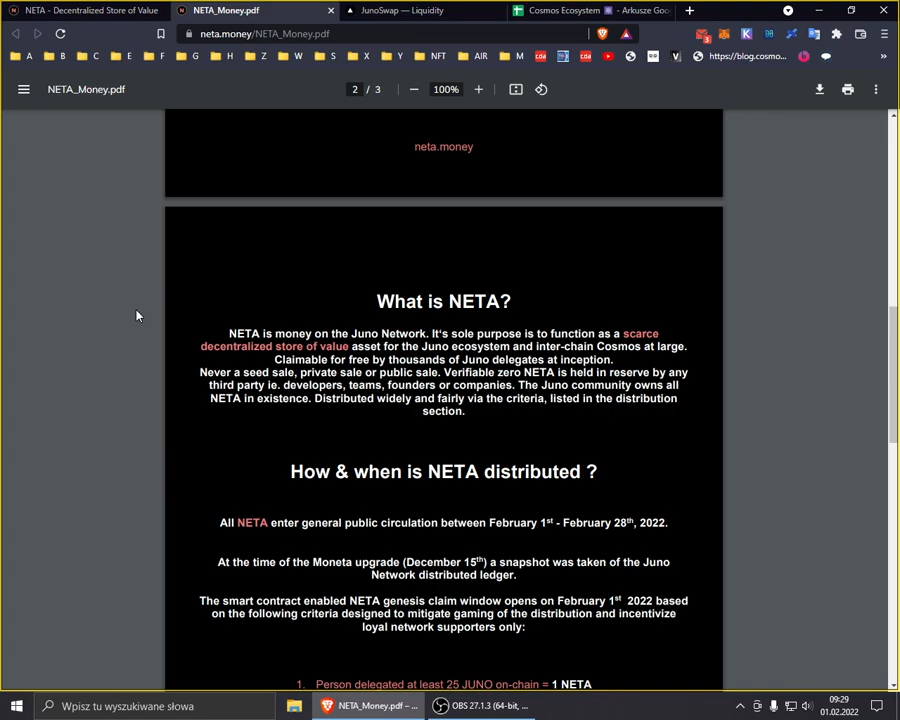 NETA - Decentralized Store of Value
NETA_Money.pdf
JunoSwap — Liquidity
Cosmos Ecosystem - Arkusze Goo
neta.money/NETA_Money.pdf
3
A
B
C
E
F
G
H
Z
W
K
X
Y
NFT
AIR
M
cda
cda
V
https://blog.cosmo...
»
NETA_Money.pdf
2 / 3
100%
neta.money
What is NETA?
NETA is money on the Juno Network. It's sole purpose is to function as a scarce
decentralized store of value asset for the Juno ecosystem and inter-chain Cosmos at large.
Claimable for free by thousands of Juno delegates at inception.
Never a seed sale, private sale or public sale. Verifiable zero NETA is held in reserve by any
third party ie. developers, teams, founders or companies. The Juno community owns all
NETA in existence. Distributed widely and fairly via the criteria, listed in the distribution
section.
How & when is NETA distributed ?
All NETA enter general public circulation between February 1st - February 28th, 2022.
At the time of the Moneta upgrade (December 15th) a snapshot was taken of the Juno
Network distributed ledger.
The smart contract enabled NETA genesis claim window opens on February 1st 2022 based
on the following criteria designed to mitigate gaming of the distribution and incentivize
loyal network supporters only:
1. Person delegated at least 25 JUNO on-chain = 1 NETA
Wpisz tu wyszukiwane słowa
NETA_Money.pdf – ...
OBS 27.1.3 (64-bit, ...
09:29
01.02.2022